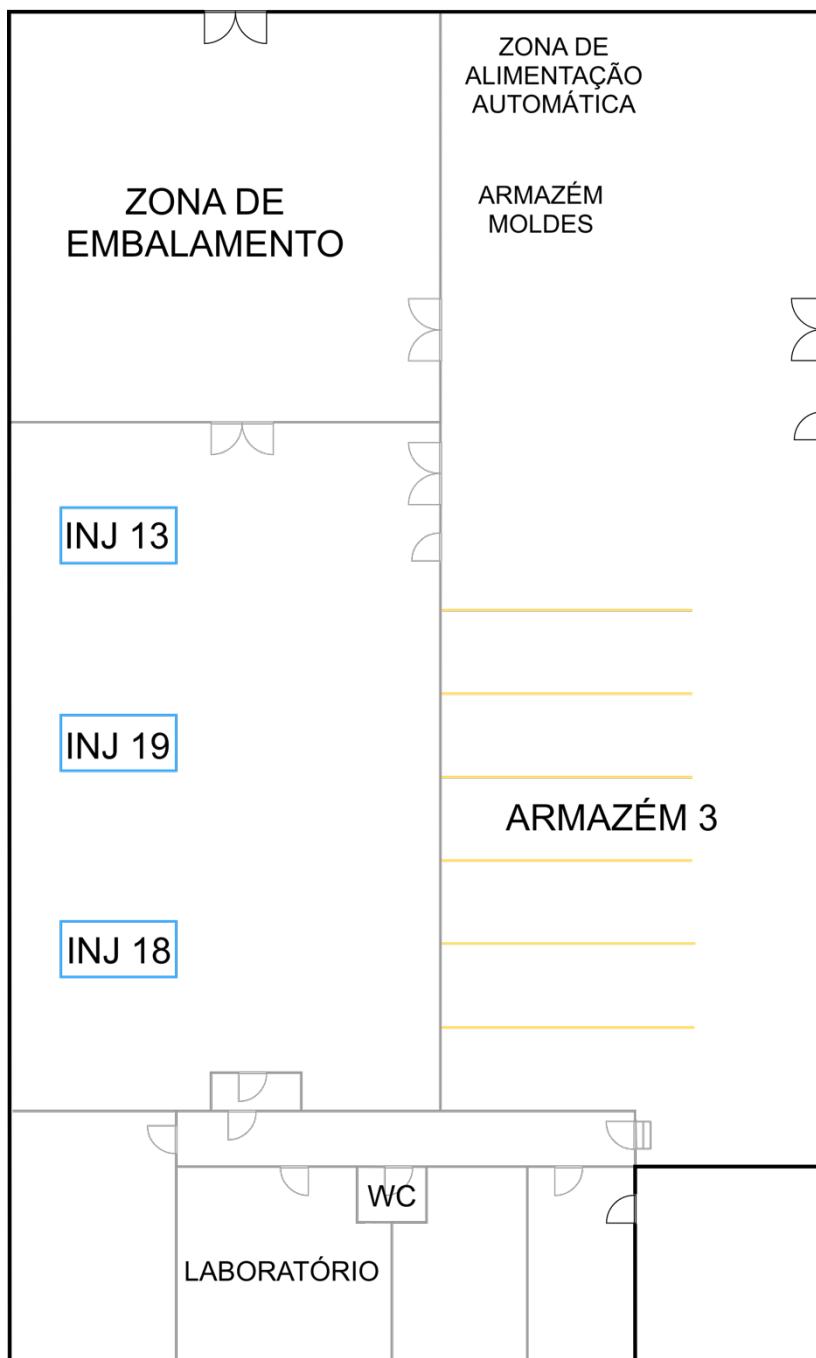 ZONA DE
ALIMENTAÇÃO
AUTOMÁTICA
ZONA DE
EMBALAMENTO
ARMAZÉM
MOLDES
INJ 13
INJ 19
ARMAZÉM 3
INJ 18
WC
LABORATÓRIO